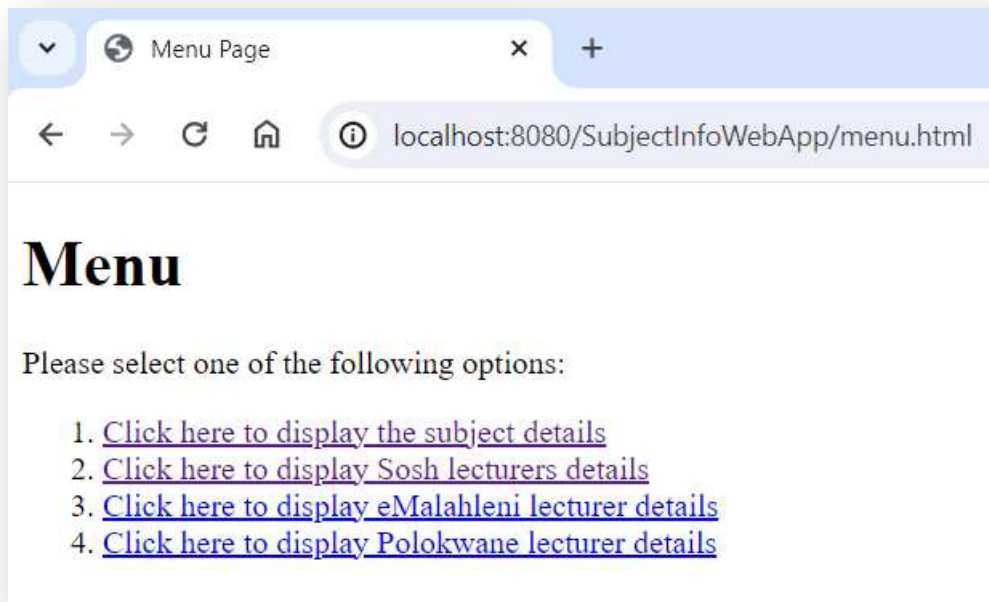 Menu Page
localhost:8080/SubjectInfoWebApp/menu.html
Menu
Please select one of the following options:
1. Click here to display the subject details
2. Click here to display Sosh lecturers details
3. Click here to display eMalahleni lecturer details
4. Click here to display Polokwane lecturer details